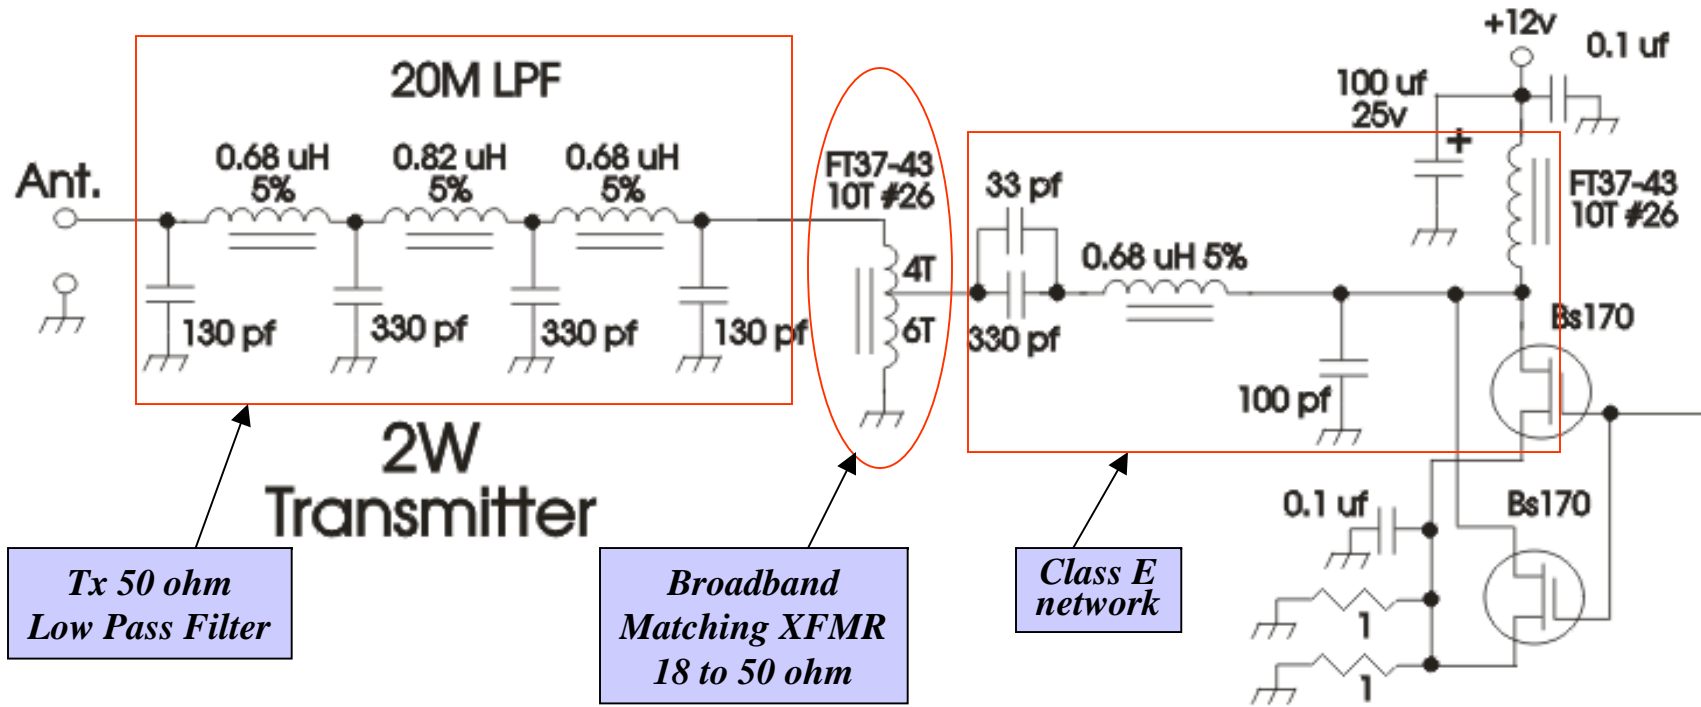 +12v
0.1 uf
20M LPF
100 uf
25v
+
0.68 uH
5%
0.82 uH
5%
0.68 uH
5%
FT37-43
10T #26
Ant.
33 pf
FT37-43
10T #26
4T
0.68 uH 5%
6T
130 pf
330 pf
330 pf
130 pf
330 pf
Bs170
100 pf
2W
Transmitter
0.1 uf
Bs170
Tx 50 ohm
Low Pass Filter
Broadband
Matching XFMR
18 to 50 ohm
Class E
network
1
1